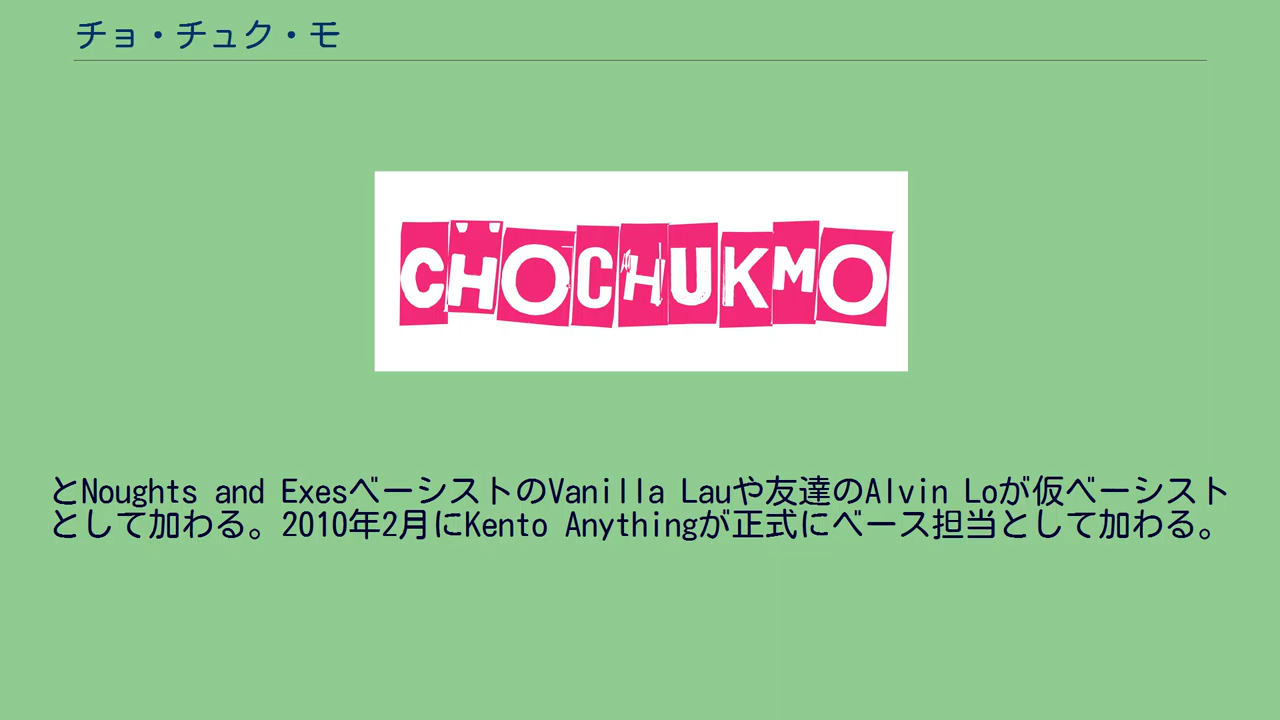 チョ・チュク・モ
CHOCHUKMO
とNoughts and ExesベーシストのVanilla Lauや友達のAlvin Loが仮ベーシスト
として加わる。2010年2月にKento Anythingが正式にベース担当として加わる。